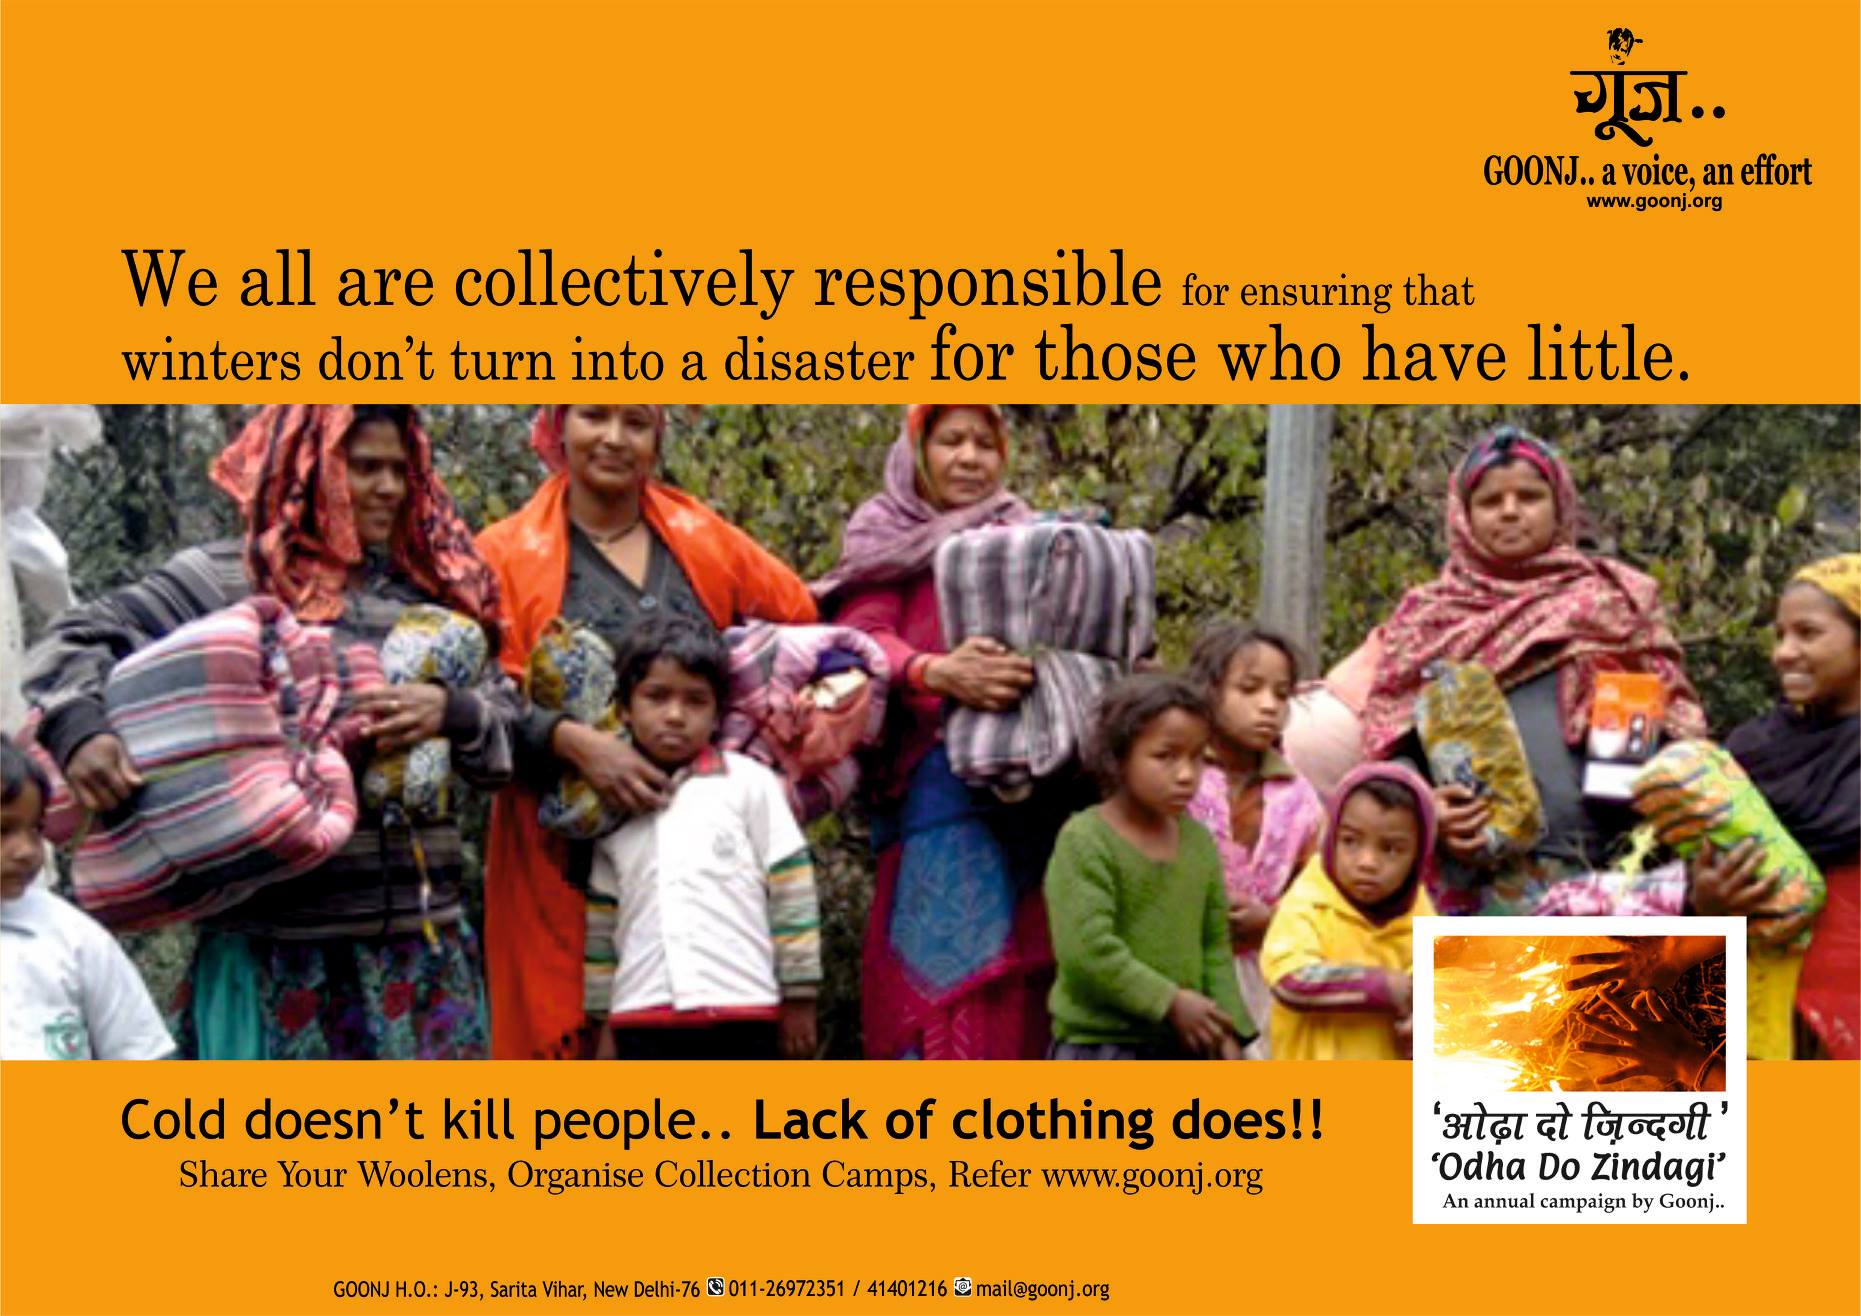 गूंज..
GOONJ.. a voice, an effort
www.goonj.org
We all are collectively responsible for ensuring that
winters don't turn into a disaster for those who have little.
Cold doesn't kill people.. Lack of clothing does!!
Share Your Woolens, Organise Collection Camps, Refer www.goonj.org
'ओढ़ा दो ज़िन्दगी'
'Odha Do Zindagi'
An annual campaign by Goonj..
GOONJ H.O.: J-93, Sarita Vihar, New Delhi-76 011-26972351 / 41401216 mail@goonj.org